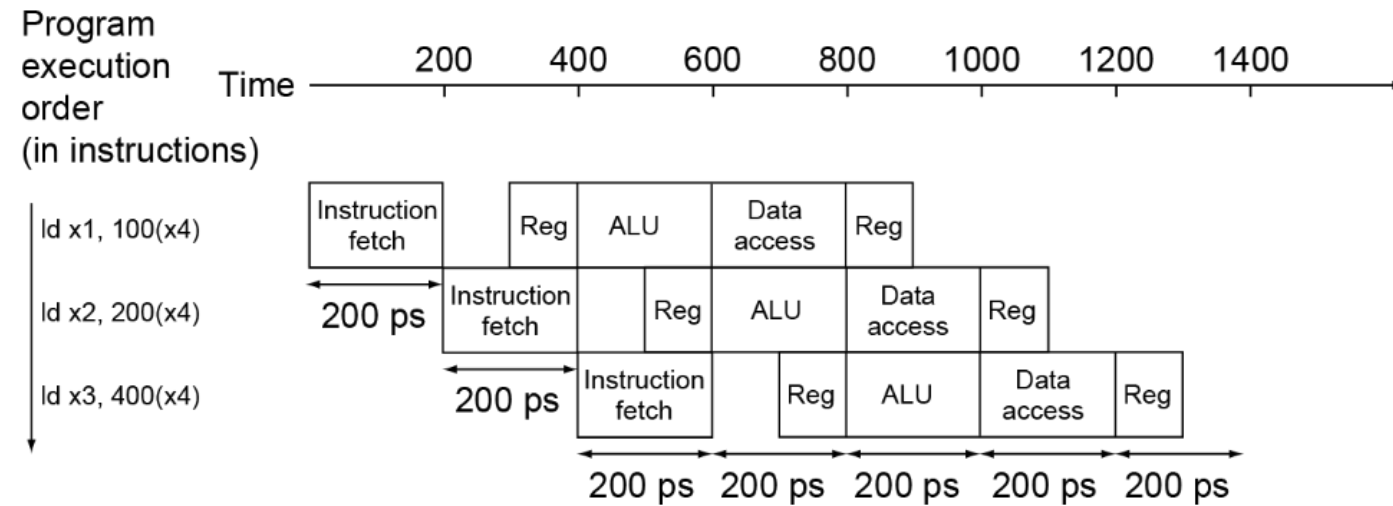 Program
execution
order
(in instructions)
Time
200 400 600 800 1000 1200 1400
ld x1, 100(x4)
Instruction
fetch
Reg
ALU
Data
access
Reg
200 ps
ld x2, 200(x4)
Instruction
fetch
Reg
ALU
Data
access
Reg
200 ps
ld x3, 400(x4)
Instruction
fetch
Reg
ALU
Data
access
Reg
200 ps 200 ps 200 ps 200 ps 200 ps